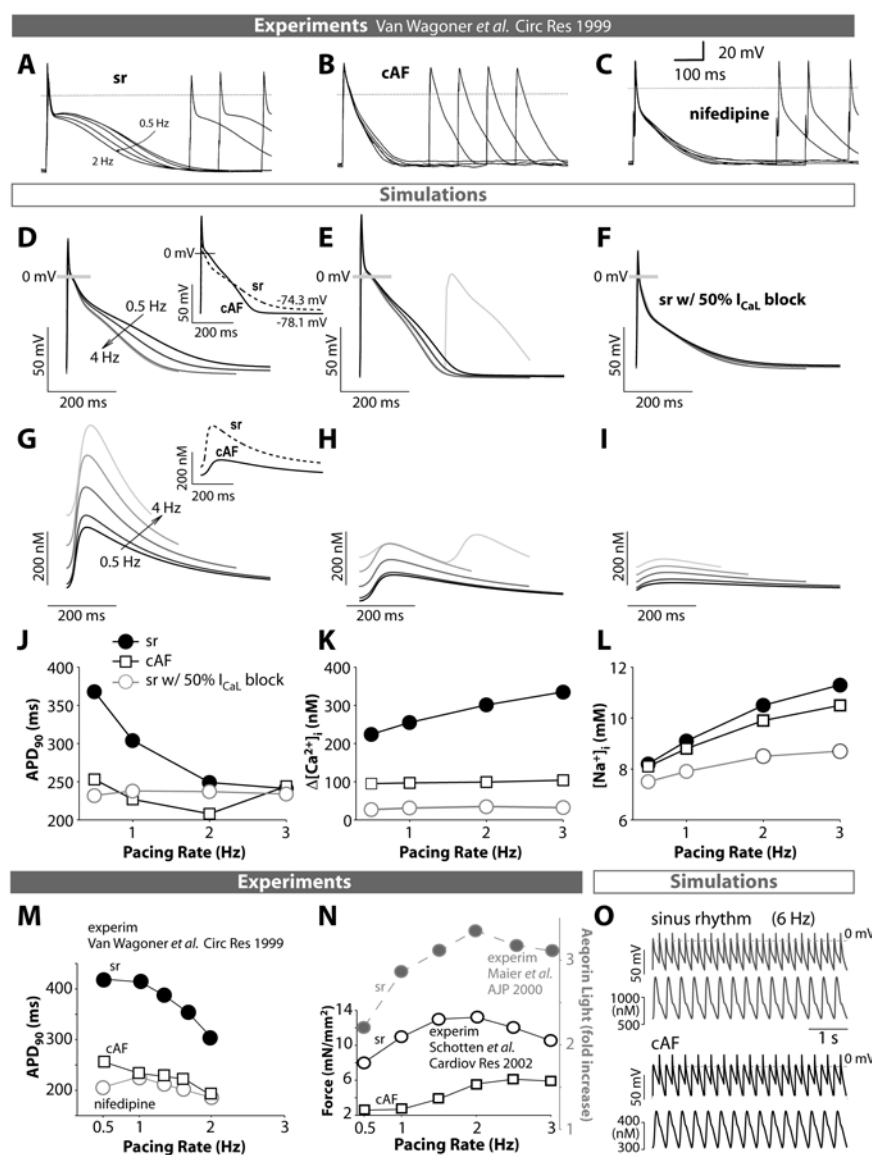 Experiments Van Wagoner et al. Circ Res 1999
A sr
B cAF
C 20 mV
100 ms
nifedipine
0.5 Hz
2 Hz
Simulations
D
0 mV
0.5 Hz
4 Hz
50 mV
200 ms
0 mV
sr
cAF
-74.3 mV
-78.1 mV
50 mV
200 ms
E
F
0 mV
sr w/ 50% ICaL block
50 mV
200 ms
G
4 Hz
0.5 Hz
200 nM
200 ms
sr
cAF
200 nM
200 ms
H
200 nM
200 ms
I
200 nM
200 ms
J
sr
cAF
sr w/ 50% ICaL block
APD90 (ms)
400
350
300
250
200
1 2 3
Pacing Rate (Hz)
K
Δ[Ca2+]i (nM)
400
300
200
100
0
1 2 3
Pacing Rate (Hz)
L
[Na+]i (mM)
12
10
8
6
1 2 3
Pacing Rate (Hz)
Experiments
Simulations
M
experim
Van Wagoner et al. Circ Res 1999
sr
cAF
nifedipine
APD90 (ms)
400
300
200
0.5 1 2 3
Pacing Rate (Hz)
N
sr
experim
Maier et al.
AJP 2000
sr
experim
Schotten et al.
Cardiov Res 2002
cAF
Force (mN/mm2)
14
10
6
2
Aeqorin Light (fold increase)
3
2
1
0.5 1 2 3
Pacing Rate (Hz)
O
sinus rhythm (6 Hz)
0 mV
50 mV
1000
(nM)
500
1 s
cAF
0 mV
50 mV
400
(nM)
300